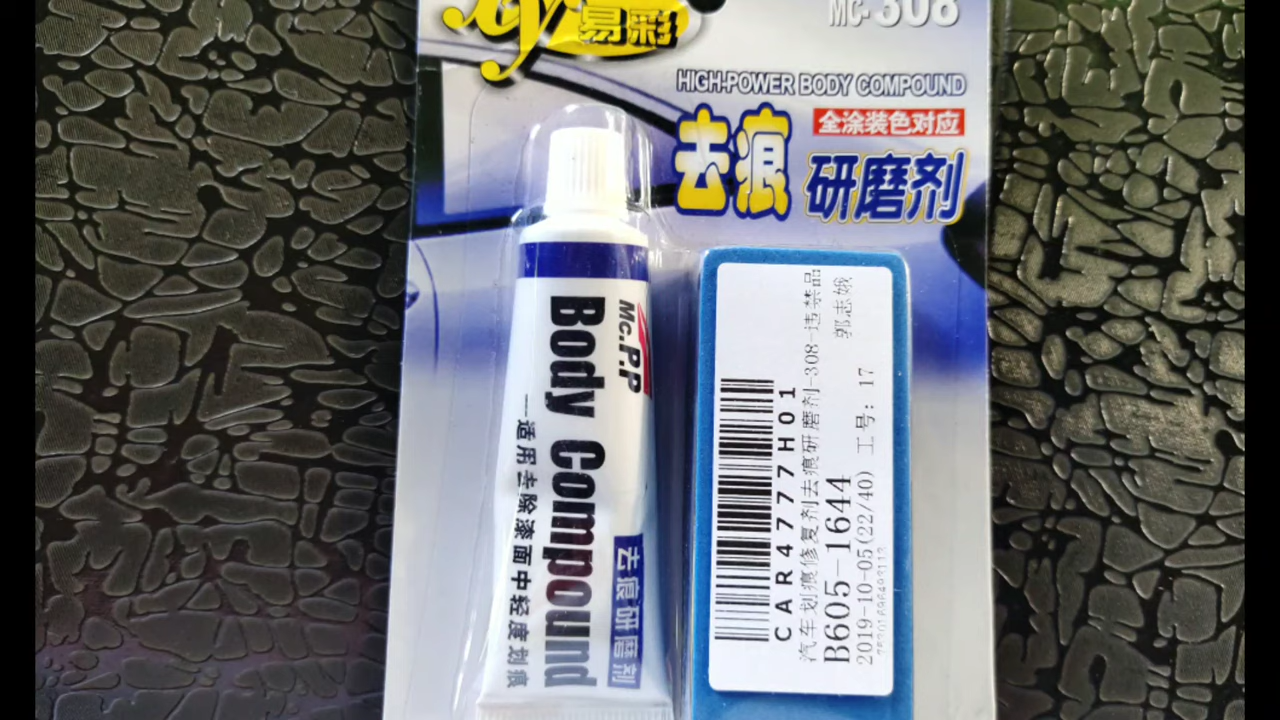 易彩
MC-308
HIGH-POWER BODY COMPOUND
去痕
全涂装色对应
研磨剂
Mc.P.P
Body Compound
去痕研磨剂
—适用去除漆面中轻度划痕
CAR4777H01
汽车划痕修复剂去痕研磨剂-308 违禁品
B605-1644 郭志娥
2019-10-05(22/40) 工号: 17